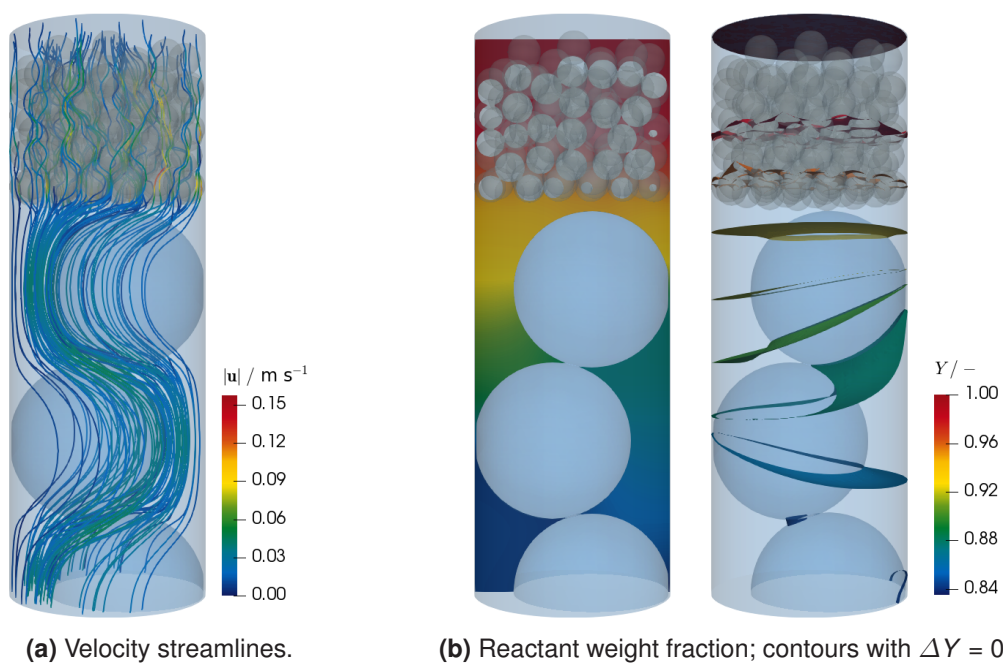 |u| / m s⁻¹
0.15
0.12
0.09
0.06
0.03
0.00
Y / −
1.00
0.96
0.92
0.88
0.84
(a) Velocity streamlines.
(b) Reactant weight fraction; contours with ΔY = 0